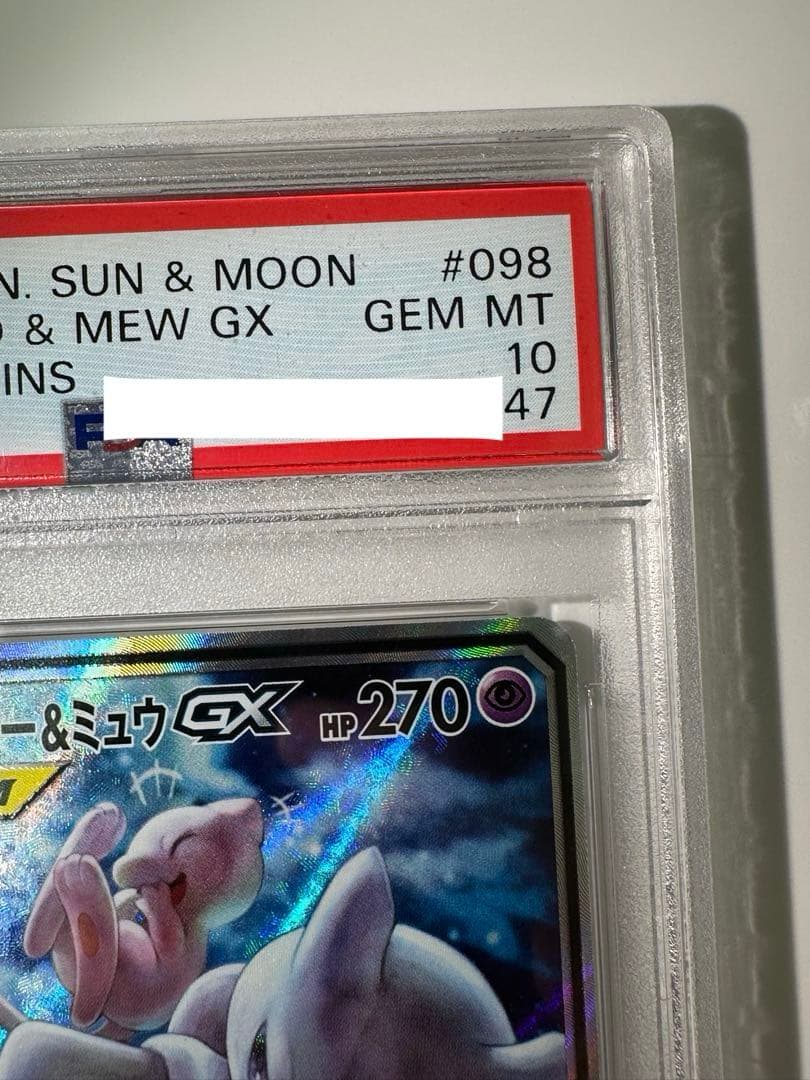 N. SUN & MOON #098
& MEW GX GEM MT
INS 10
47
ー&ミュウGX HP270